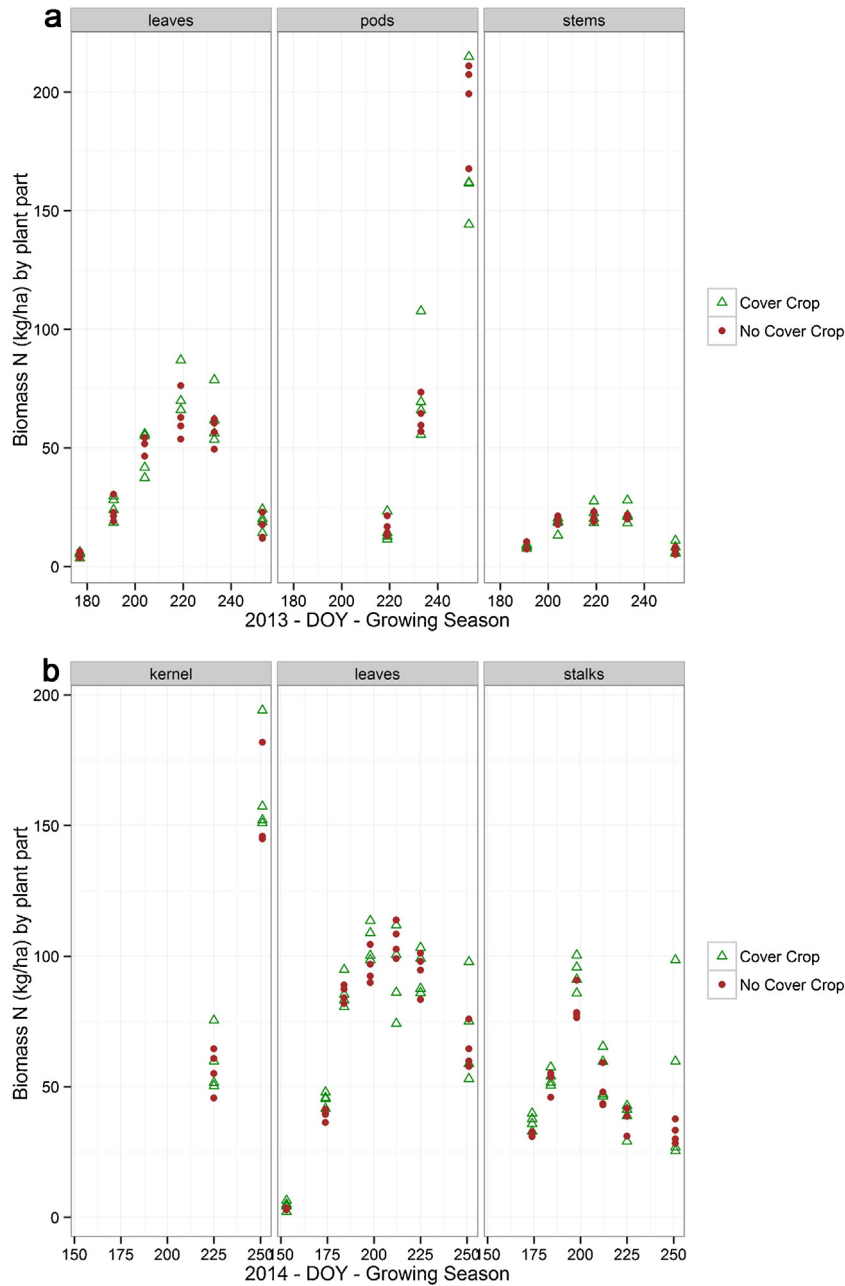 a
leaves pods stems
Biomass N (kg/ha) by plant part
200
150
100
50
0
180 200 220 240 180 200 220 240 180 200 220 240
2013 - DOY - Growing Season
Cover Crop
No Cover Crop
b
kernel leaves stalks
Biomass N (kg/ha) by plant part
200
150
100
50
0
150 175 200 225 250 150 175 200 225 250 150 175 200 225 250
2014 - DOY - Growing Season
Cover Crop
No Cover Crop